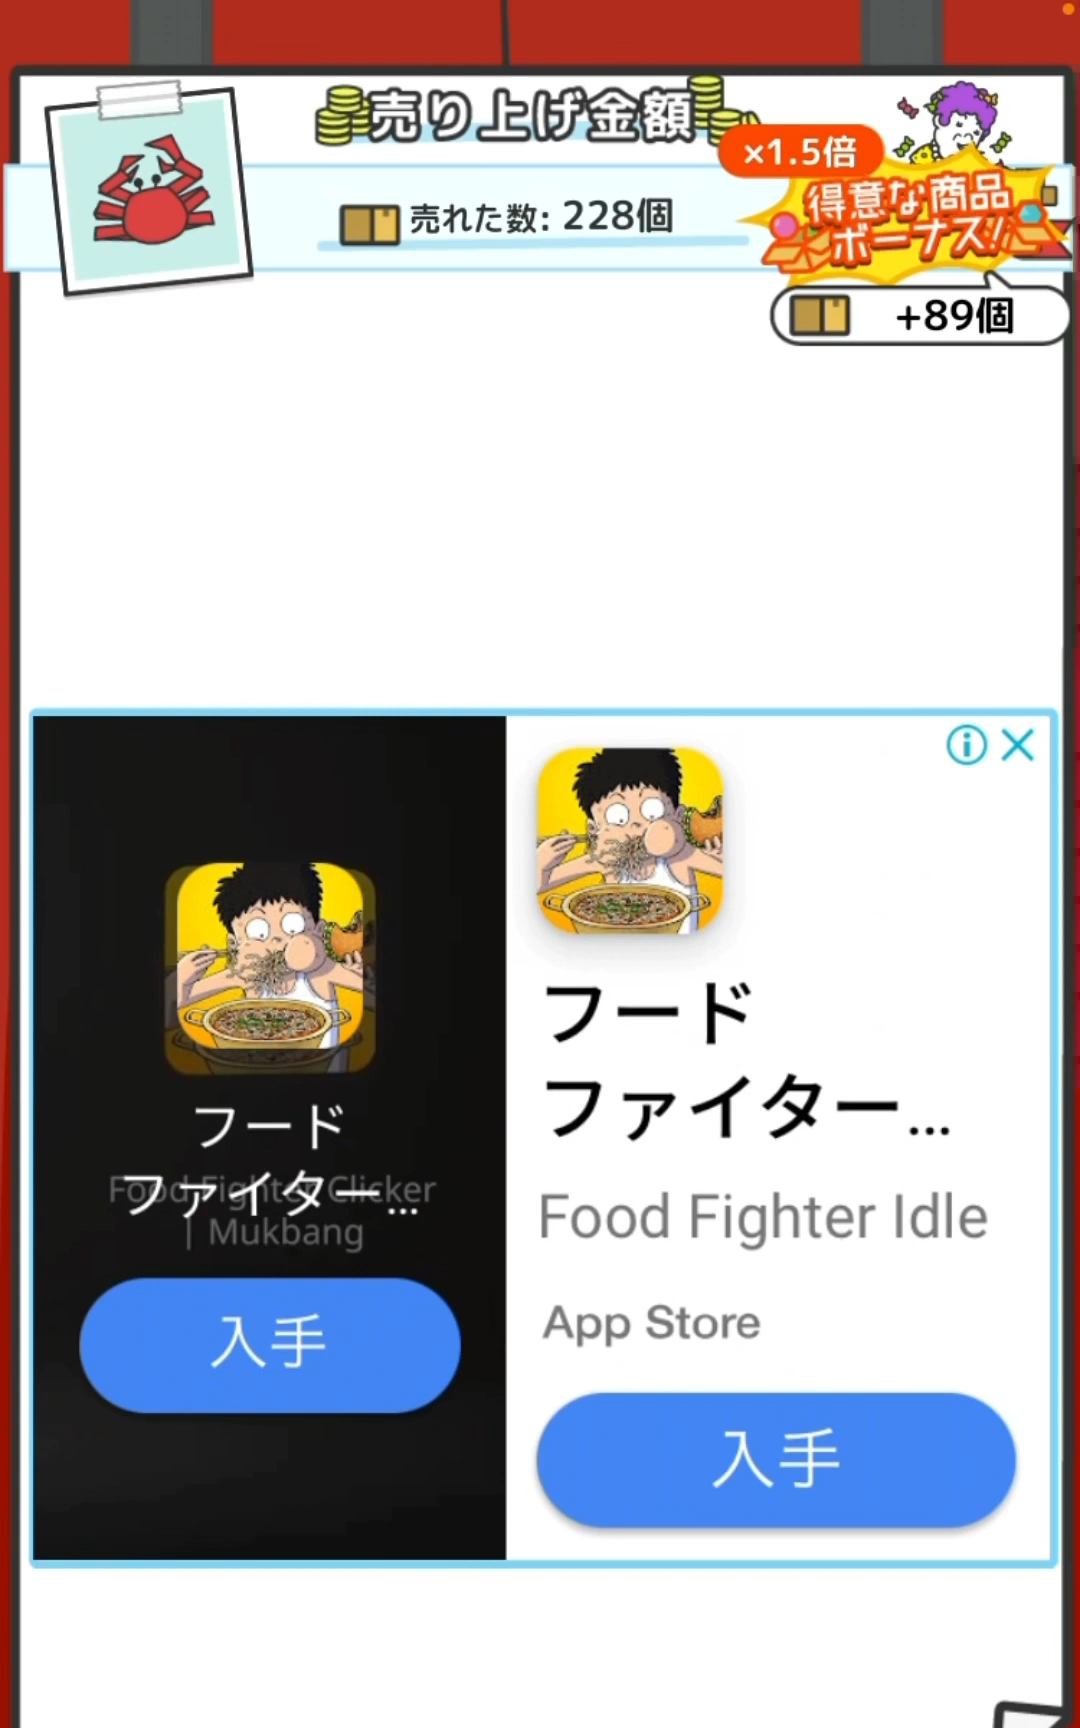 売り上げ金額
×1.5倍
売れた数: 228個
得意な商品
ボーナス!
+89個
フード
ファイター...
Food Fighter Clicker
| Mukbang
入手
フード
ファイター...
Food Fighter Idle
App Store
入手